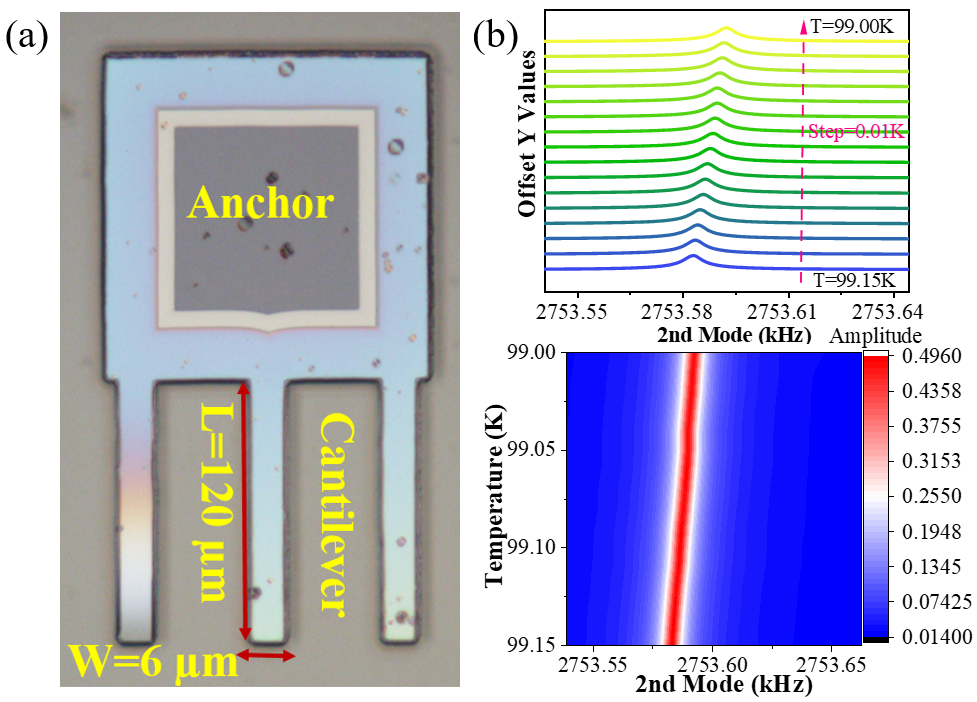 (a)
Anchor
L=120 μm
Cantilever
W=6 μm
(b)
T=99.00K
Step=0.01K
T=99.15K
Offset Y Values
2753.55 2753.58 2753.61 2753.64
2nd Mode (kHz)
Amplitude
99.00
99.05
99.10
99.15
Temperature (K)
2753.55 2753.60 2753.65
2nd Mode (kHz)
0.4960
0.4358
0.3755
0.3153
0.2550
0.1948
0.1345
0.07425
0.01400